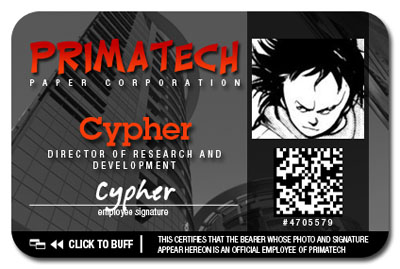 PRIMATECH
PAPER CORPORATION
Cypher
DIRECTOR OF RESEARCH AND
DEVELOPMENT
Cypher
employee signature
#4705579
CLICK TO BUFF
THIS CERTIFIES THAT THE BEARER WHOSE PHOTO AND SIGNATURE
APPEAR HEREON IS AN OFFICIAL EMPLOYEE OF PRIMATECH